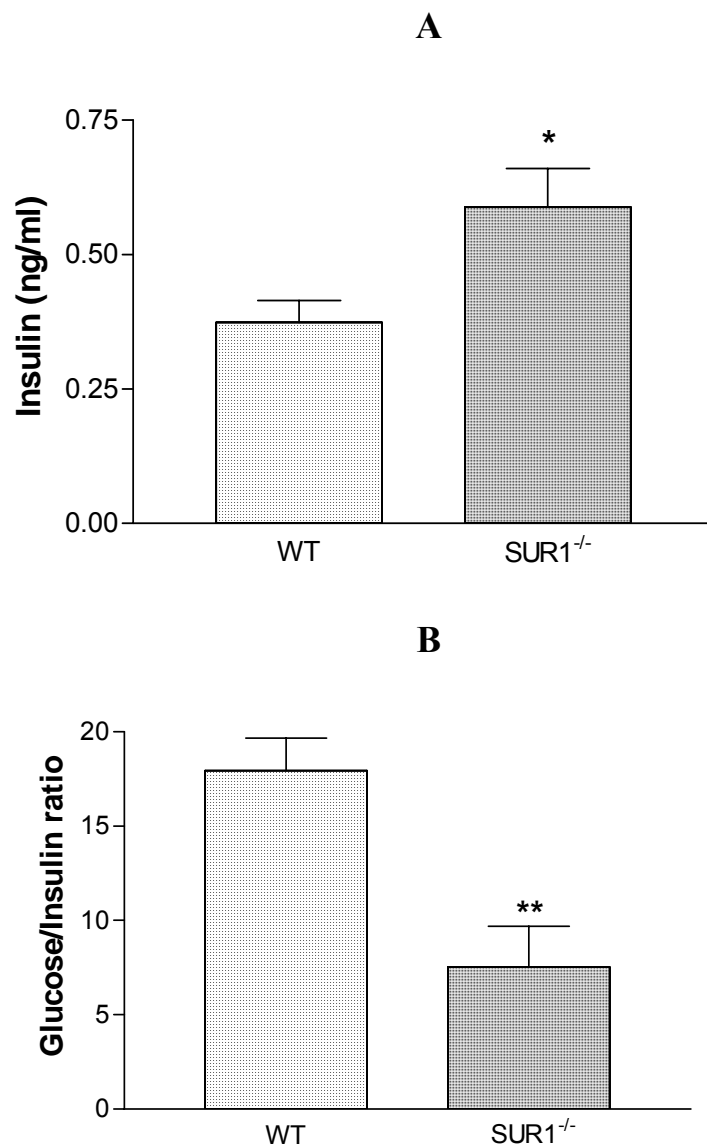 A
Insulin (ng/ml)
0.75
0.50
0.25
0.00
*
WT
SUR1-/-
B
Glucose/Insulin ratio
20
15
10
5
0
**
WT
SUR1-/-